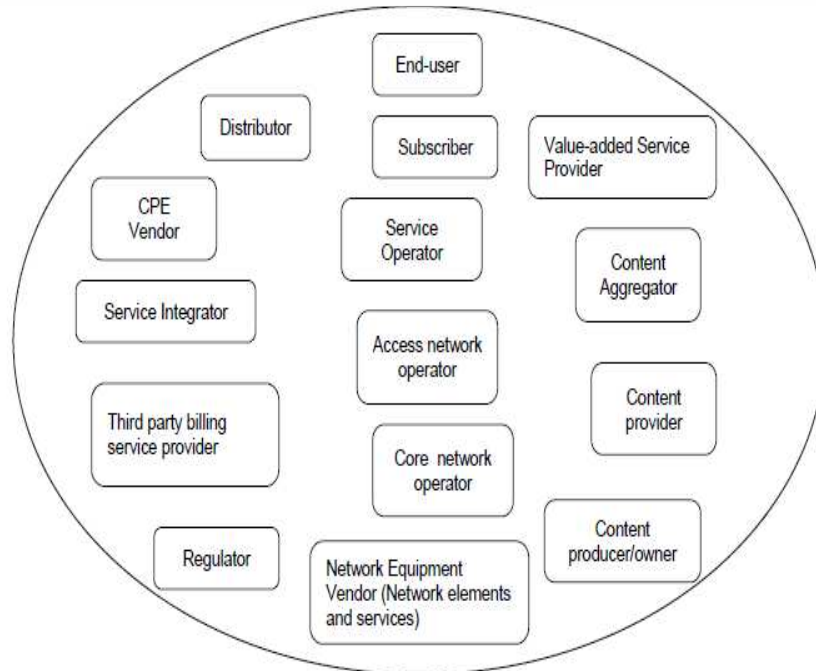 End-user
Distributor
Subscriber
Value-added Service
Provider
CPE
Vendor
Service
Operator
Content
Aggregator
Service Integrator
Access network
operator
Content
provider
Third party billing
service provider
Core network
operator
Content
producer/owner
Regulator
Network Equipment
Vendor (Network elements
and services)